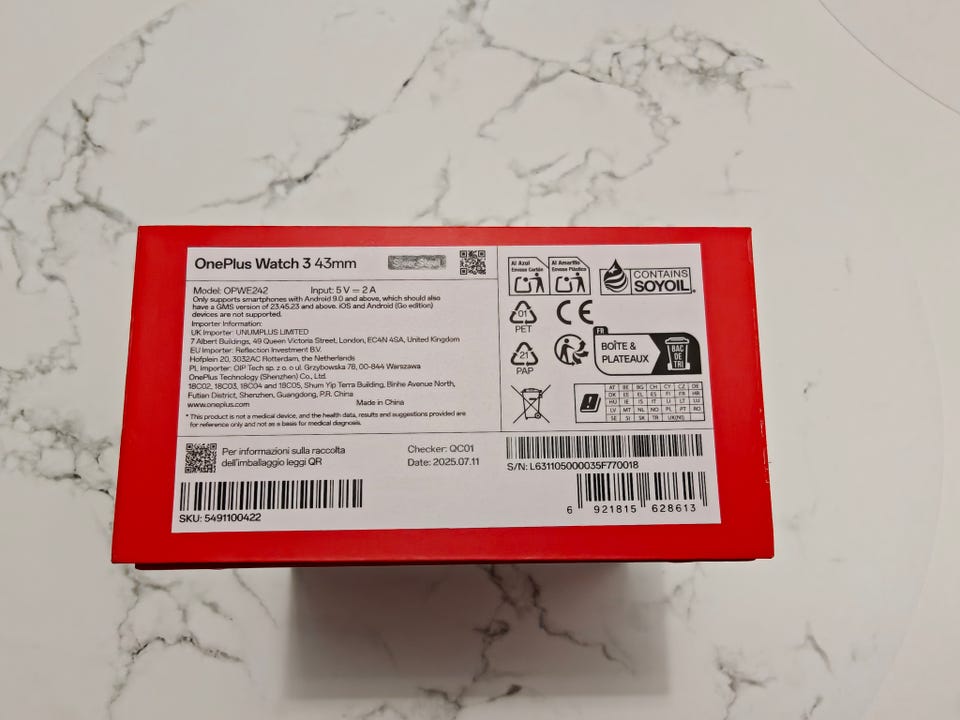 OnePlus Watch 3 43mm
Silver Steel
Model: OPWE242 Input: 5 V ⎓ 2 A
Only supports smartphones with Android 9.0 and above, which should also
have a GMS version of 23.45.23 and above. iOS and Android (Go edition)
devices are not supported.
Importer Information:
UK Importer: UNUMPLUS LIMITED
7 Albert Buildings, 49 Queen Victoria Street, London, EC4N 4SA, United Kingdom
EU Importer: Reflection Investment B.V.
Hofplein 20, 3032AC Rotterdam, the Netherlands
PL Importer: OIP Tech sp. z o. o ul. Grzybowska 78, 00-844 Warszawa
OnePlus Technology (Shenzhen) Co., Ltd.
18C02, 18C03, 18C04 and 18C05, Shum Yip Terra Building, Binhe Avenue North,
Futian District, Shenzhen, Guangdong, P.R. China
www.oneplus.com Made in China
* This product is not a medical device, and the health data, results and suggestions provided are
for reference only and not as a basis for medical diagnosis.
Al Azul
Envase Cartón
Al Amarillo
Envase Plástico
CONTAINS
SOYOIL
01
PET
CE
21
PAP
FR
BOÎTE &
PLATEAUX
BAC
DE
TRI
AT BE BG CH CY CZ DE
DK EE EL ES FI FR HR
HU IE IS IT LI LT LU
LV MT NL NO PL PT RO
SE SI SK TR UK(NI)
Per informazioni sulla raccolta
dell'imballaggio leggi QR
Checker: QC01
Date: 2025.07.11
SKU: 5491100422
S/N: L631105000035F770018
6 921815 628613